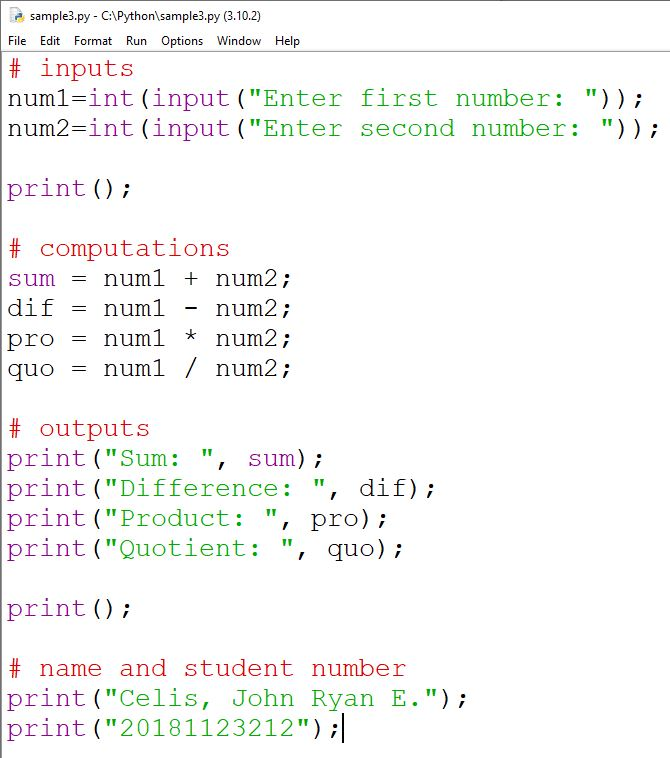 sample3.py - C:\Python\sample3.py (3.10.2)
File Edit Format Run Options Window Help
# inputs
num1=int(input("Enter first number: "));
num2=int(input("Enter second number: "));
print();
# computations
sum = num1 + num2;
dif = num1 - num2;
pro = num1 * num2;
quo = num1 / num2;
# outputs
print("Sum: ", sum);
print("Difference: ", dif);
print("Product: ", pro);
print("Quotient: ", quo);
print();
# name and student number
print("Celis, John Ryan E.");
print("20181123212");